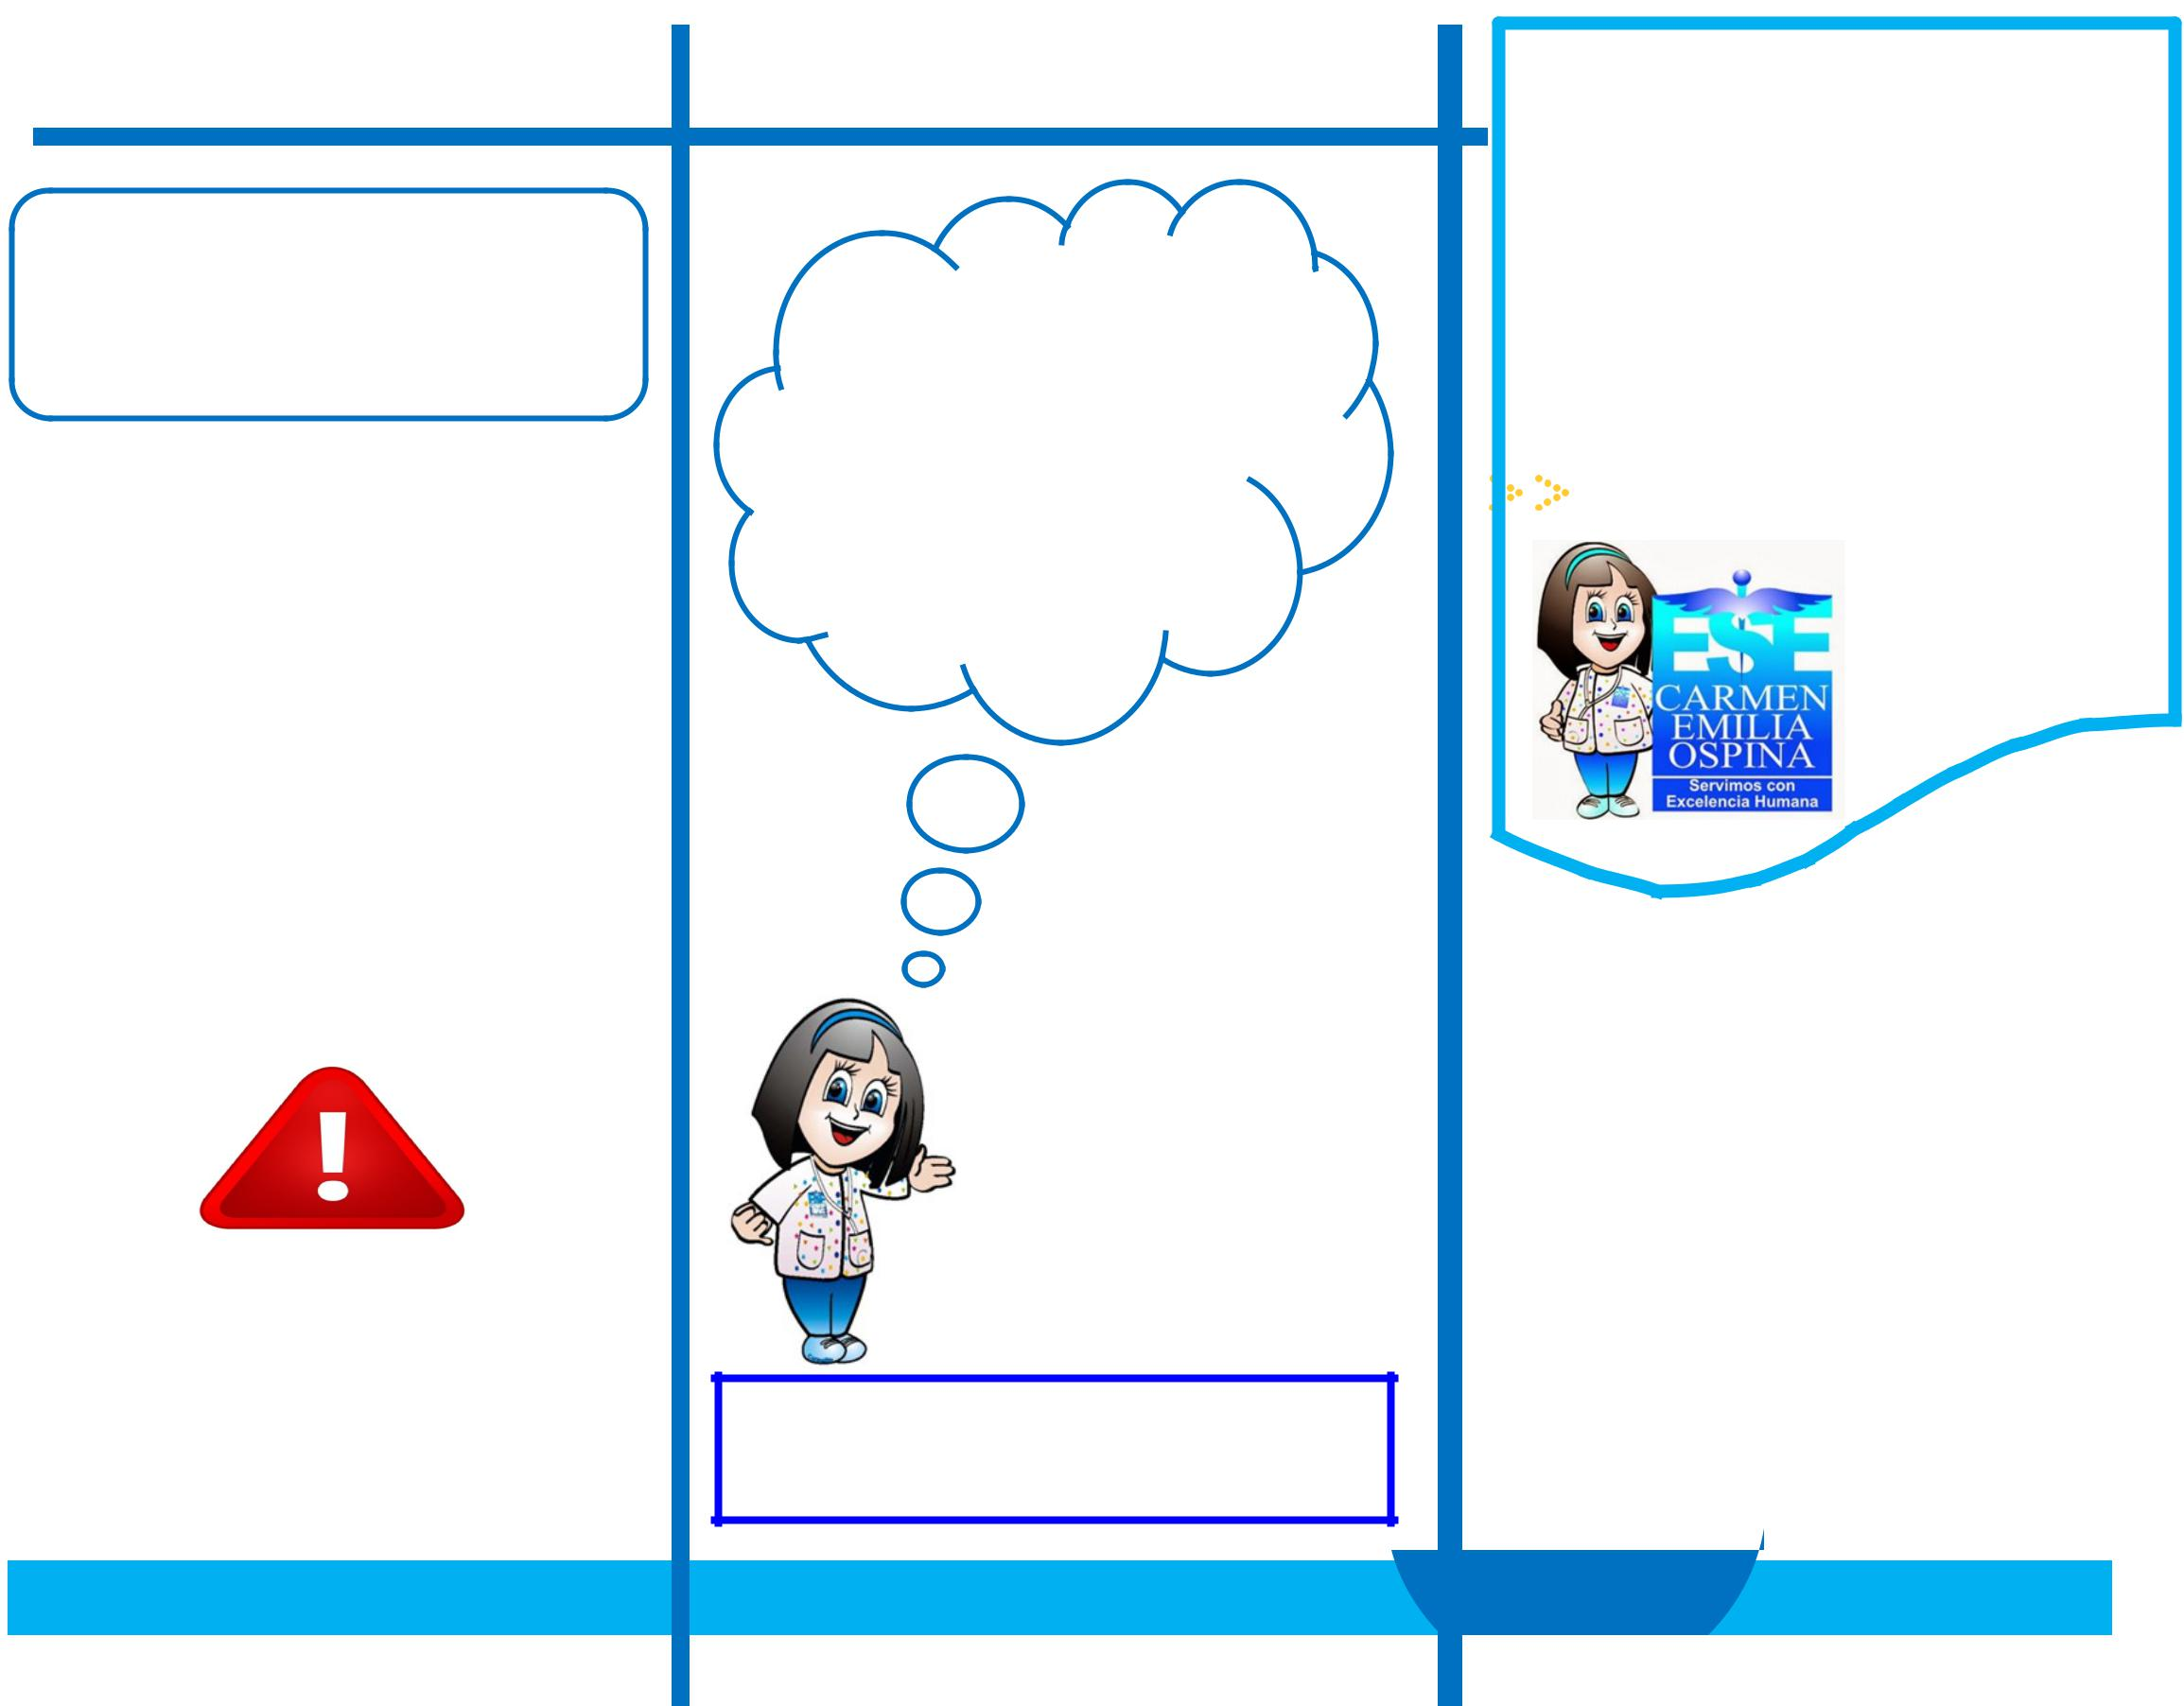 ESE
CARMEN
EMILIA
OSPINA
Servimos con
Excelencia Humana